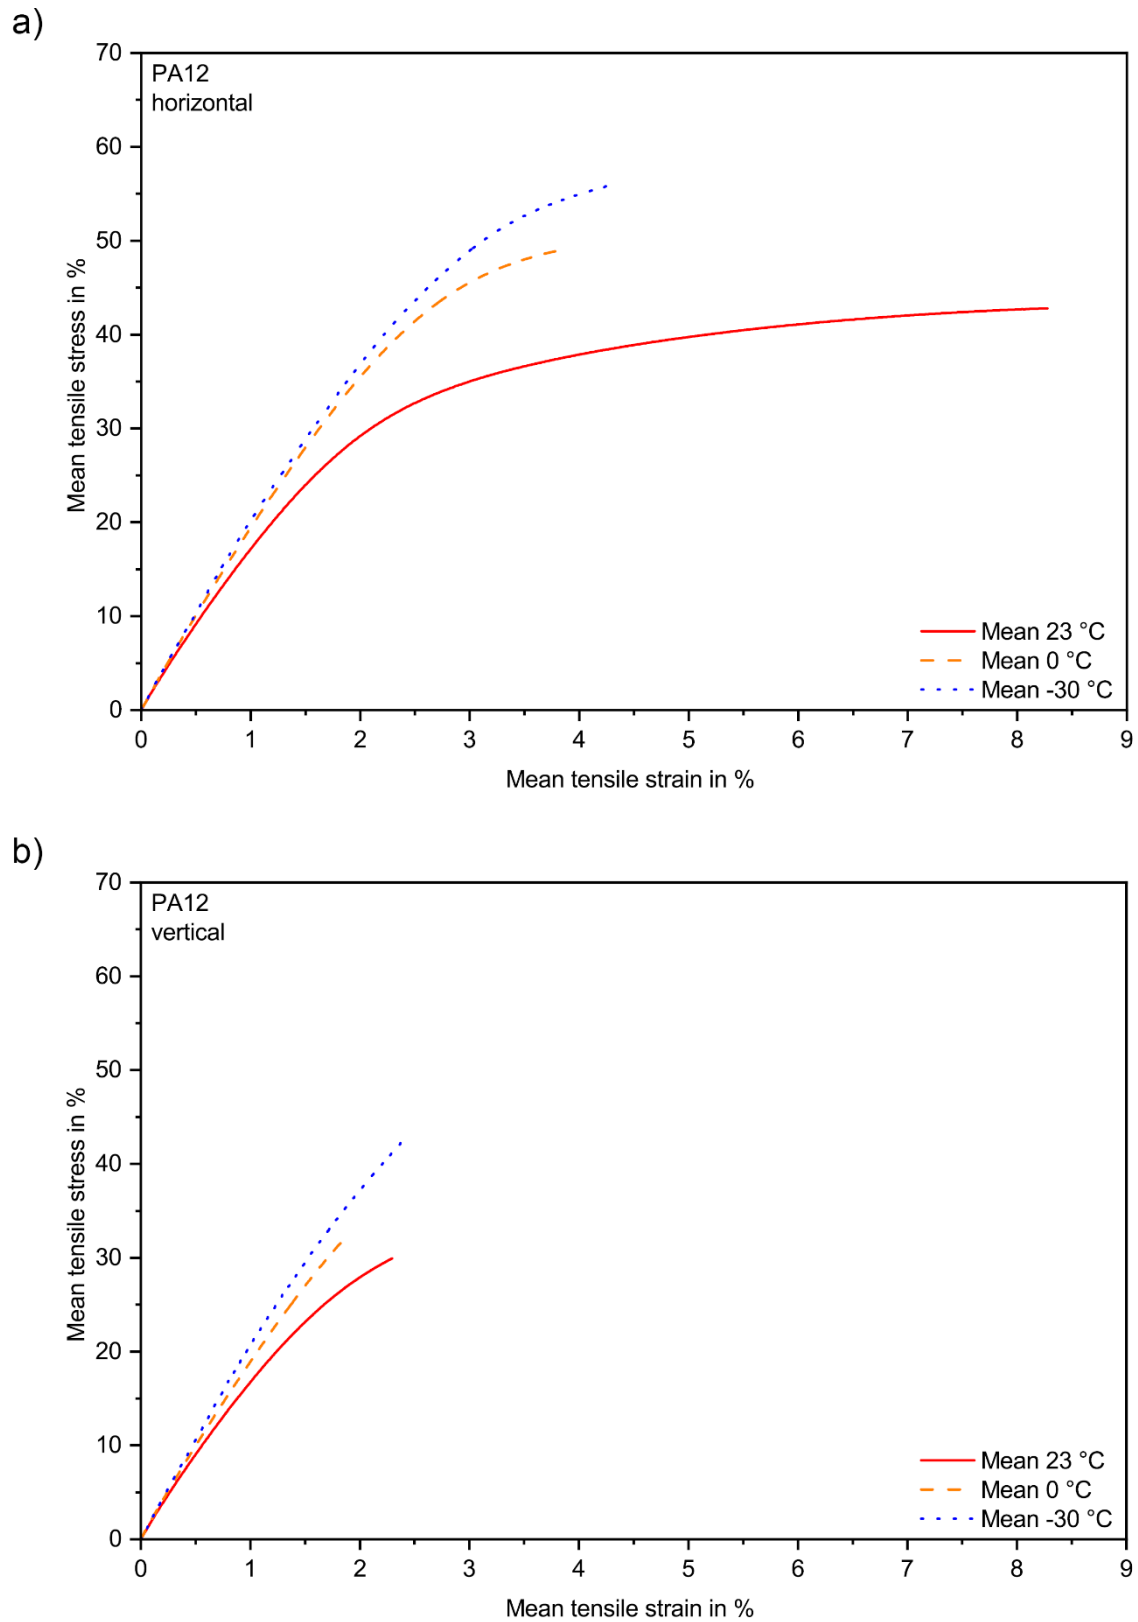 a)
70
60
50
40
30
20
10
0
Mean tensile stress in %
PA12
horizontal
Mean 23 °C
Mean 0 °C
Mean -30 °C
0 1 2 3 4 5 6 7 8 9
Mean tensile strain in %
b)
70
60
50
40
30
20
10
0
Mean tensile stress in %
PA12
vertical
Mean 23 °C
Mean 0 °C
Mean -30 °C
0 1 2 3 4 5 6 7 8 9
Mean tensile strain in %